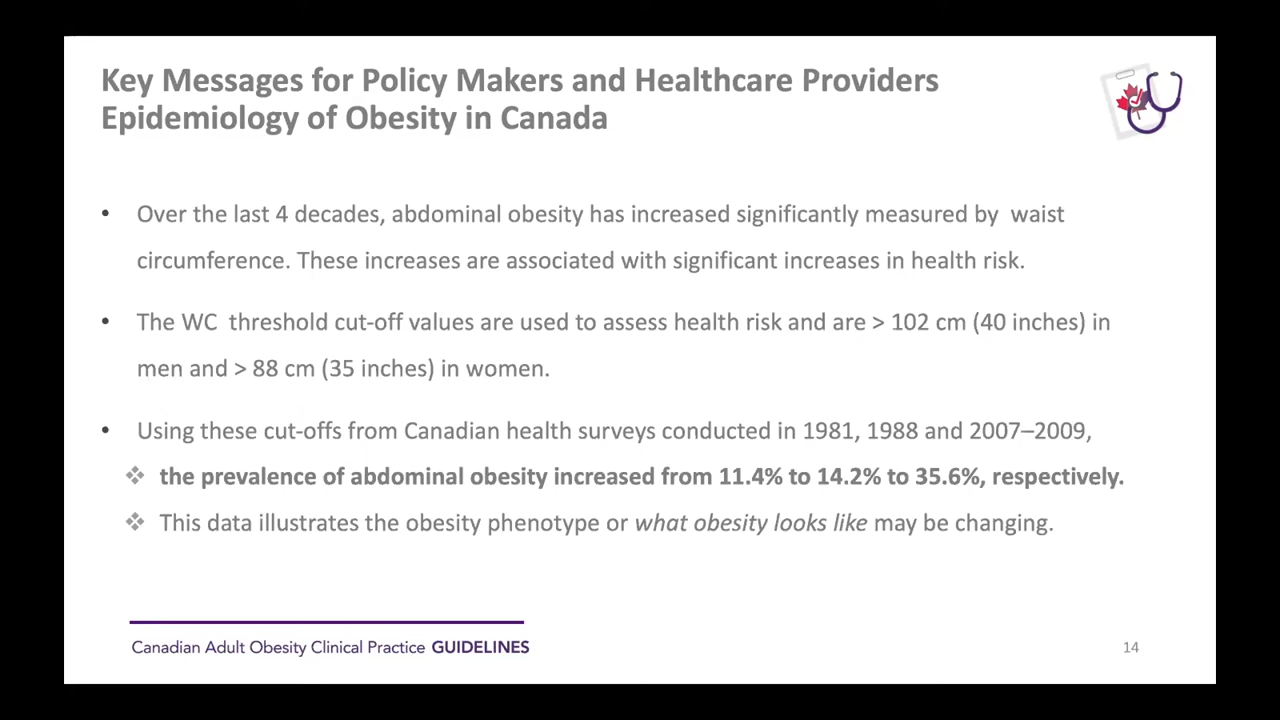 Key Messages for Policy Makers and Healthcare Providers
Epidemiology of Obesity in Canada
• Over the last 4 decades, abdominal obesity has increased significantly measured by  waist
circumference. These increases are associated with significant increases in health risk.
• The WC  threshold cut-off values are used to assess health risk and are > 102 cm (40 inches) in
men and > 88 cm (35 inches) in women.
• Using these cut-offs from Canadian health surveys conducted in 1981, 1988 and 2007–2009,
❖ the prevalence of abdominal obesity increased from 11.4% to 14.2% to 35.6%, respectively.
❖ This data illustrates the obesity phenotype or what obesity looks like may be changing.
Canadian Adult Obesity Clinical Practice GUIDELINES
14